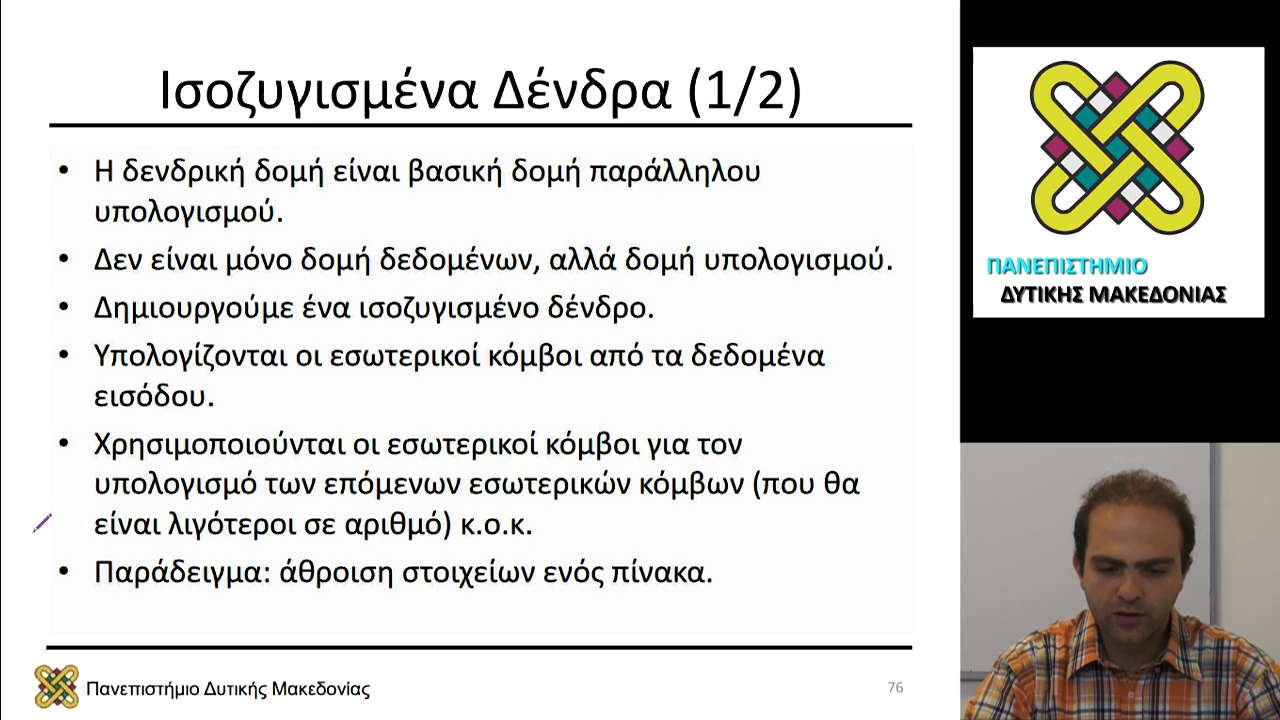 Ισοζυγισμένα Δένδρα (1/2)
• Η δενδρική δομή είναι βασική δομή παράλληλου
υπολογισμού.
• Δεν είναι μόνο δομή δεδομένων, αλλά δομή υπολογισμού.
• Δημιουργούμε ένα ισοζυγισμένο δένδρο.
• Υπολογίζονται οι εσωτερικοί κόμβοι από τα δεδομένα
εισόδου.
• Χρησιμοποιούνται οι εσωτερικοί κόμβοι για τον
υπολογισμό των επόμενων εσωτερικών κόμβων (που θα
είναι λιγότεροι σε αριθμό) κ.ο.κ.
• Παράδειγμα: άθροιση στοιχείων ενός πίνακα.
Πανεπιστήμιο Δυτικής Μακεδονίας
76
ΠΑΝΕΠΙΣΤΗΜΙΟ
ΔΥΤΙΚΗΣ ΜΑΚΕΔΟΝΙΑΣ